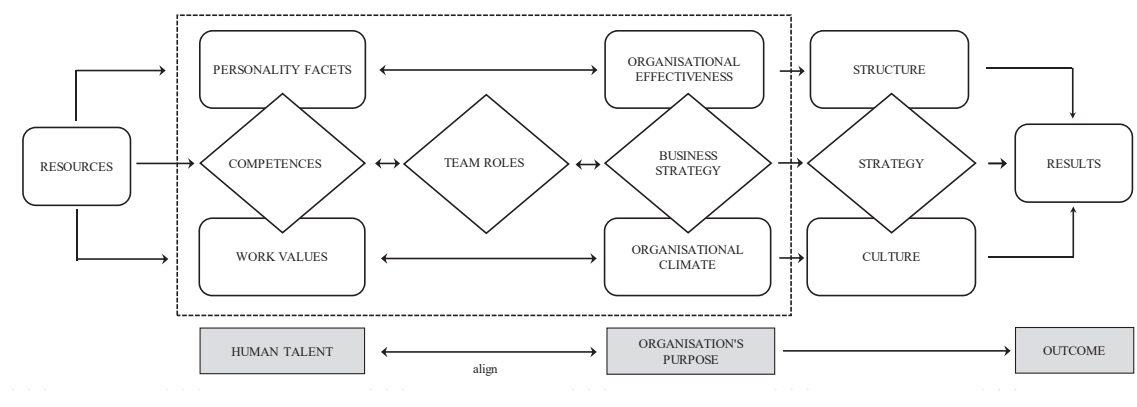 PERSONALITY FACETS
ORGANISATIONAL
EFFECTIVENESS
STRUCTURE
RESOURCES
COMPETENCES
TEAM ROLES
BUSINESS
STRATEGY
STRATEGY
RESULTS
WORK VALUES
ORGANISATIONAL
CLIMATE
CULTURE
HUMAN TALENT
align
ORGANISATION'S
PURPOSE
OUTCOME